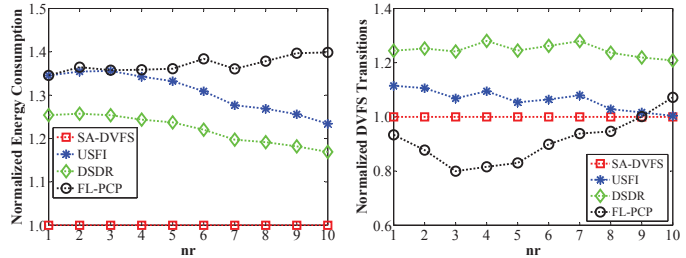 Normalized Energy Consumption
1.5
1.4
1.3
1.2
1.1
1.0
SA-DVFS
USFI
DSDR
FL-PCP
1 2 3 4 5 6 7 8 9 10
nr
Normalized DVFS Transitions
1.4
1.2
1.0
0.8
0.6
SA-DVFS
USFI
DSDR
FL-PCP
1 2 3 4 5 6 7 8 9 10
nr